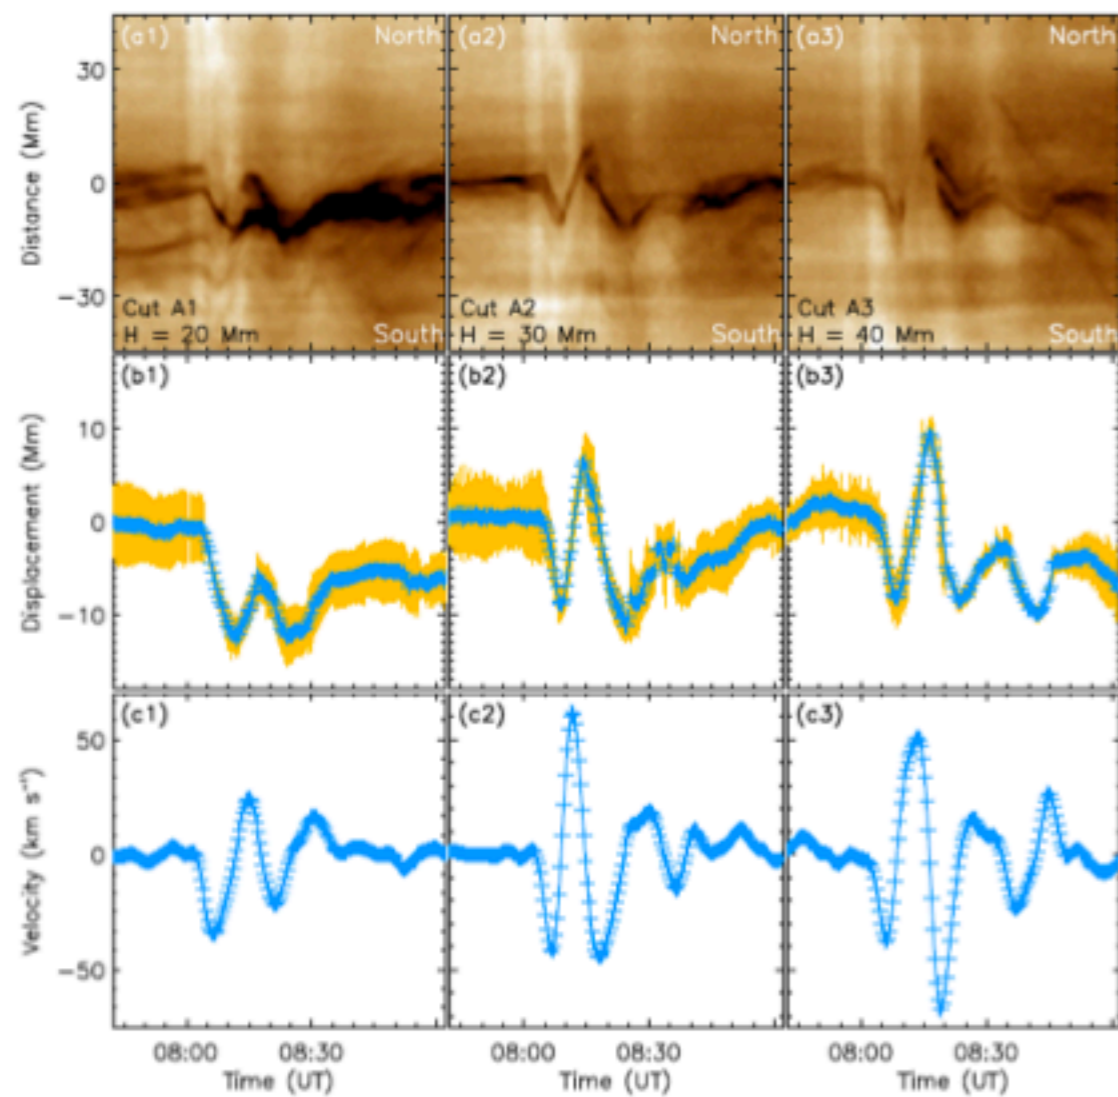 (a1) North (a2) North (a3) North
30
0
−30
Distance (Mm)
Cut A1 Cut A2 Cut A3
H = 20 Mm South H = 30 Mm South H = 40 Mm South
(b1) (b2) (b3)
10
0
−10
Displacement (Mm)
(c1) (c2) (c3)
50
0
−50
Velocity (km s⁻¹)
08:00 08:30 08:00 08:30 08:00 08:30
Time (UT) Time (UT) Time (UT)